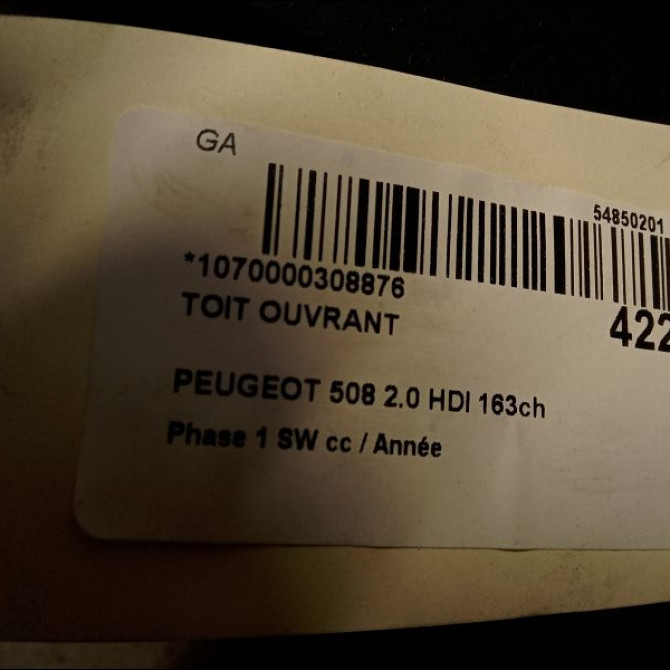 GA
54850201
*1070000308876
TOIT OUVRANT
422
PEUGEOT 508 2.0 HDI 163ch
Phase 1 SW cc / Année